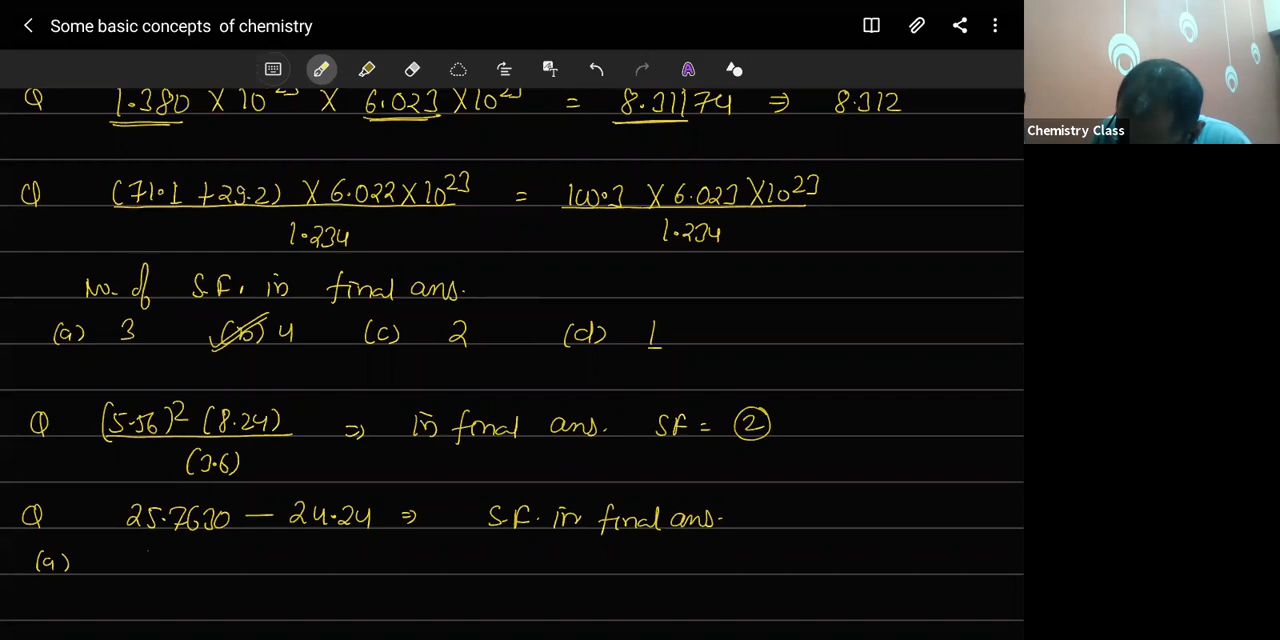 Some basic concepts of chemistry
Chemistry Class
Q 1.380 × 10²³ × 6.023 × 10²³ = 8.31174 ⇒ 8.312
Q (71.1 + 29.2) × 6.022 × 10²³ / 1.234 = 100.3 × 6.023 × 10²³ / 1.234
No. of S.F. in final ans.
(a) 3 (b) 4 (c) 2 (d) 1
Q (5.56)² (8.24) / (3.6) ⇒ in final ans. SF = 2
Q 25.7630 — 24.24 ⇒ S.F. in final ans.
(a)